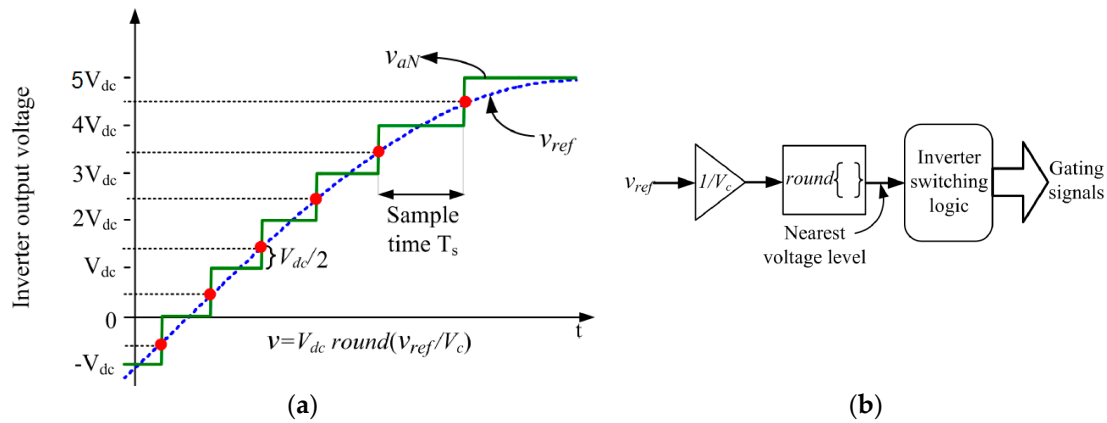 Inverter output voltage
5V_dc
4V_dc
3V_dc
2V_dc
V_dc
0
-V_dc
v_aN
v_ref
Sample
time T_s
V_dc/2
t
v=V_dc round(v_ref/V_c)
(a)
v_ref
1/V_c
round{ }
Nearest
voltage level
Inverter
switching
logic
Gating
signals
(b)